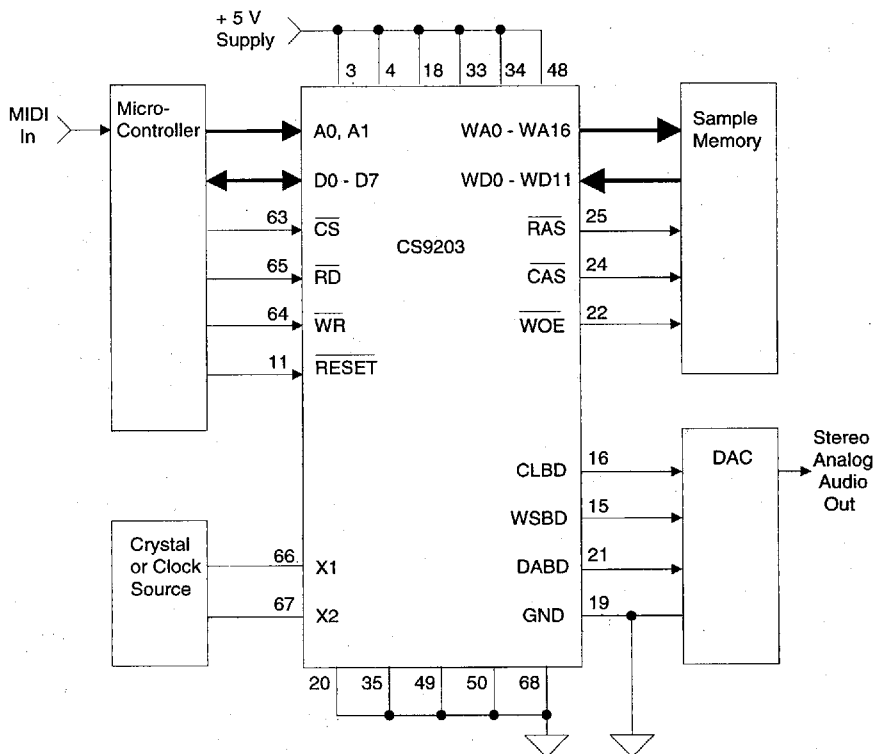 + 5 V
Supply
3 4 18 33 34 48
MIDI
In
Micro-
Controller
A0, A1
D0 - D7
63 CS
65 RD
64 WR
11 RESET
CS9203
WA0 - WA16
WD0 - WD11
RAS 25
CAS 24
WOE 22
Sample
Memory
CLBD 16
WSBD 15
DABD 21
GND 19
DAC
Stereo
Analog
Audio
Out
Crystal
or Clock
Source
66 X1
67 X2
20 35 49 50 68